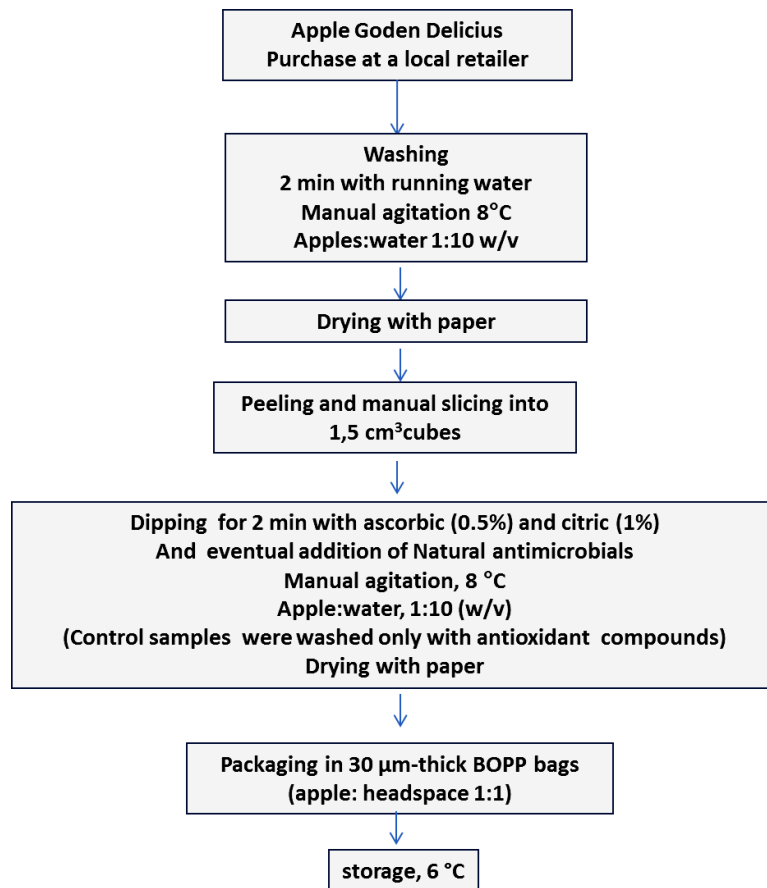 Apple Goden Delicius
Purchase at a local retailer
Washing
2 min with running water
Manual agitation 8°C
Apples:water 1:10 w/v
Drying with paper
Peeling and manual slicing into
1,5 cm³cubes
Dipping for 2 min with ascorbic (0.5%) and citric (1%)
And eventual addition of Natural antimicrobials
Manual agitation, 8 °C
Apple:water, 1:10 (w/v)
(Control samples were washed only with antioxidant compounds)
Drying with paper
Packaging in 30 µm-thick BOPP bags
(apple: headspace 1:1)
storage, 6 °C